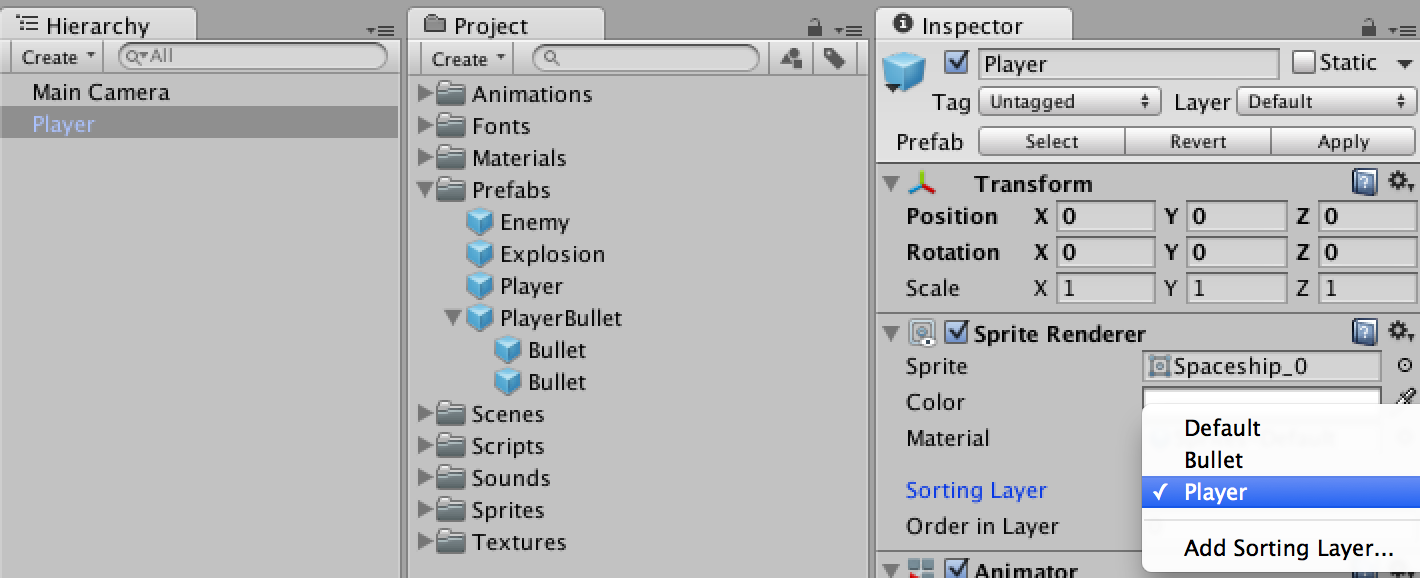 Hierarchy
Create
All
Main Camera
Player
Project
Create
Animations
Fonts
Materials
Prefabs
Enemy
Explosion
Player
PlayerBullet
Bullet
Bullet
Scenes
Scripts
Sounds
Sprites
Textures
Inspector
Player
Static
Tag Untagged Layer Default
Prefab Select Revert Apply
Transform
Position X 0 Y 0 Z 0
Rotation X 0 Y 0 Z 0
Scale X 1 Y 1 Z 1
Sprite Renderer
Sprite Spaceship_0
Color
Material
Sorting Layer
Order in Layer
Default
Bullet
✓ Player
Add Sorting Layer...
Animator